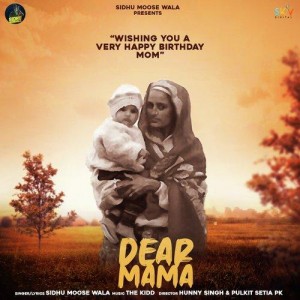 SIDHU MOOSE WALA
PRESENTS
"WISHING YOU A
VERY HAPPY BIRTHDAY
MOM"
DEAR
MAMA
SINGER/LYRICS SIDHU MOOSE WALA MUSIC THE KIDD DIRECTOR HUNNY SINGH & PULKIT SETIA PK